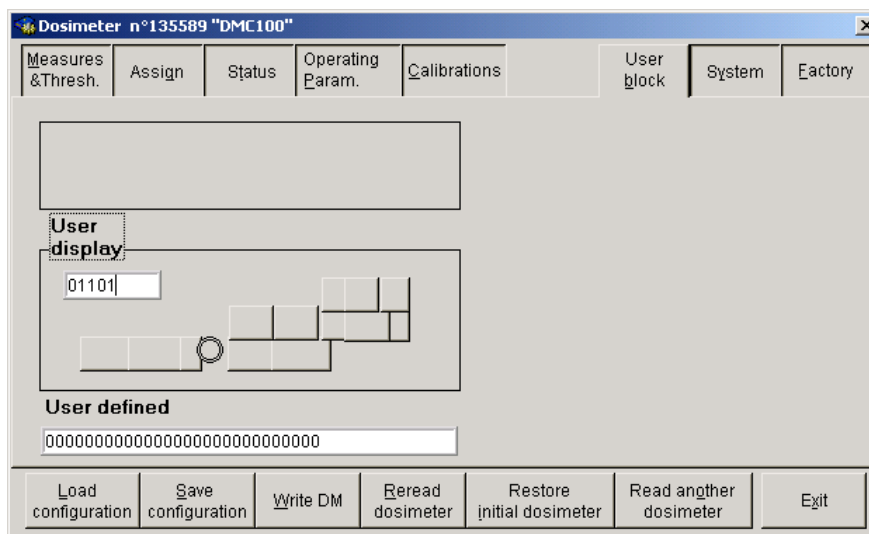 Dosimeter n°135589 "DMC100"
Measures &Thresh.
Assign
Status
Operating Param.
Calibrations
User block
System
Factory
User
display
01101
User defined
0000000000000000000000000000
Load configuration
Save configuration
Write DM
Reread dosimeter
Restore initial dosimeter
Read another dosimeter
Exit